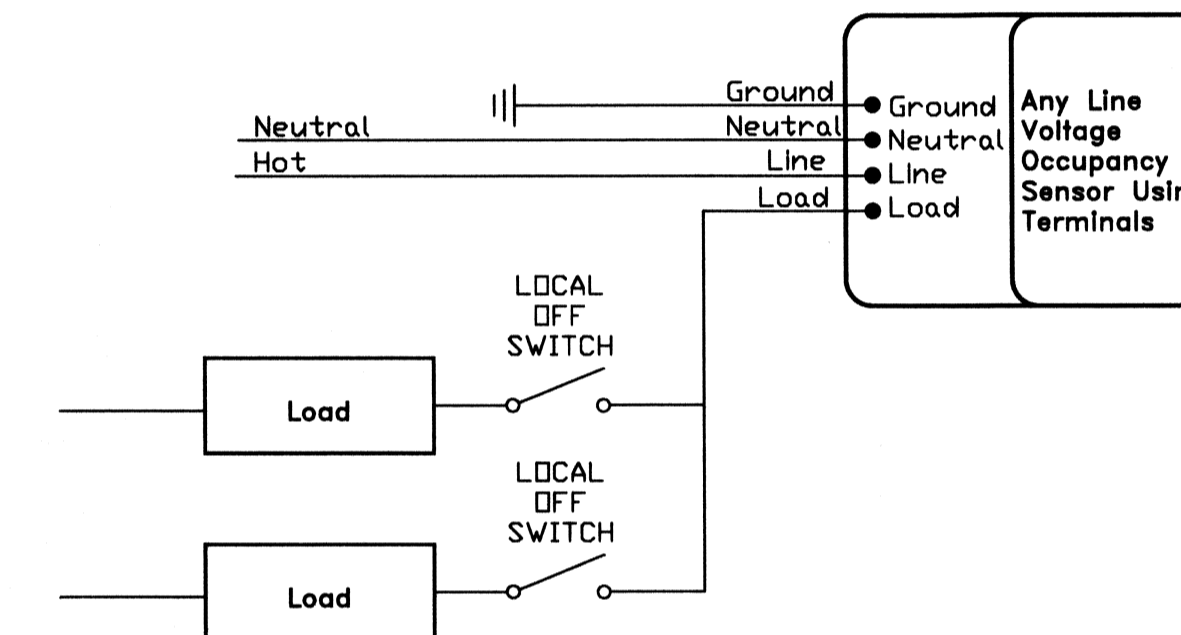 Ground
Neutral
Neutral
Hot
Line
Load
Ground
Neutral
LIne
Load
Any Line
Voltage
Occupancy
Sensor
Terminals
LOCAL
OFF
SWITCH
Load
LOCAL
OFF
SWITCH
Load